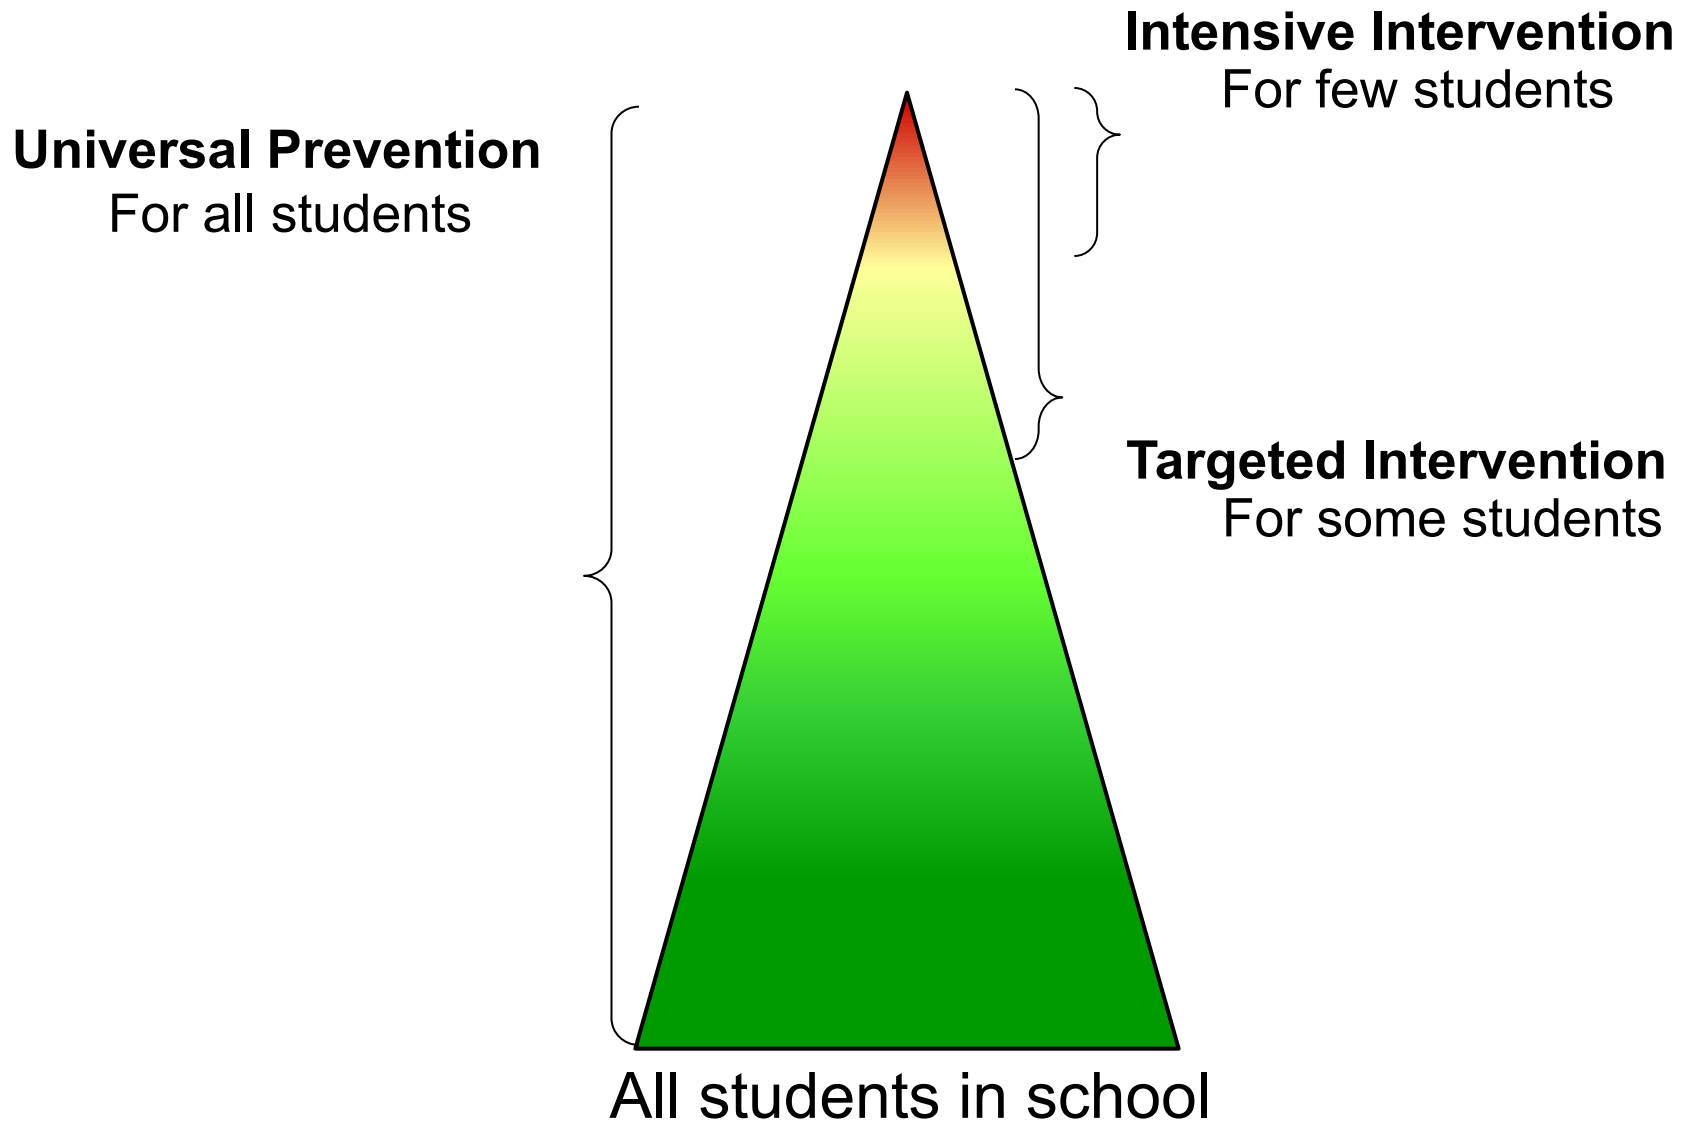 Intensive Intervention
For few students
Universal Prevention
For all students
Targeted Intervention
For some students
All students in school